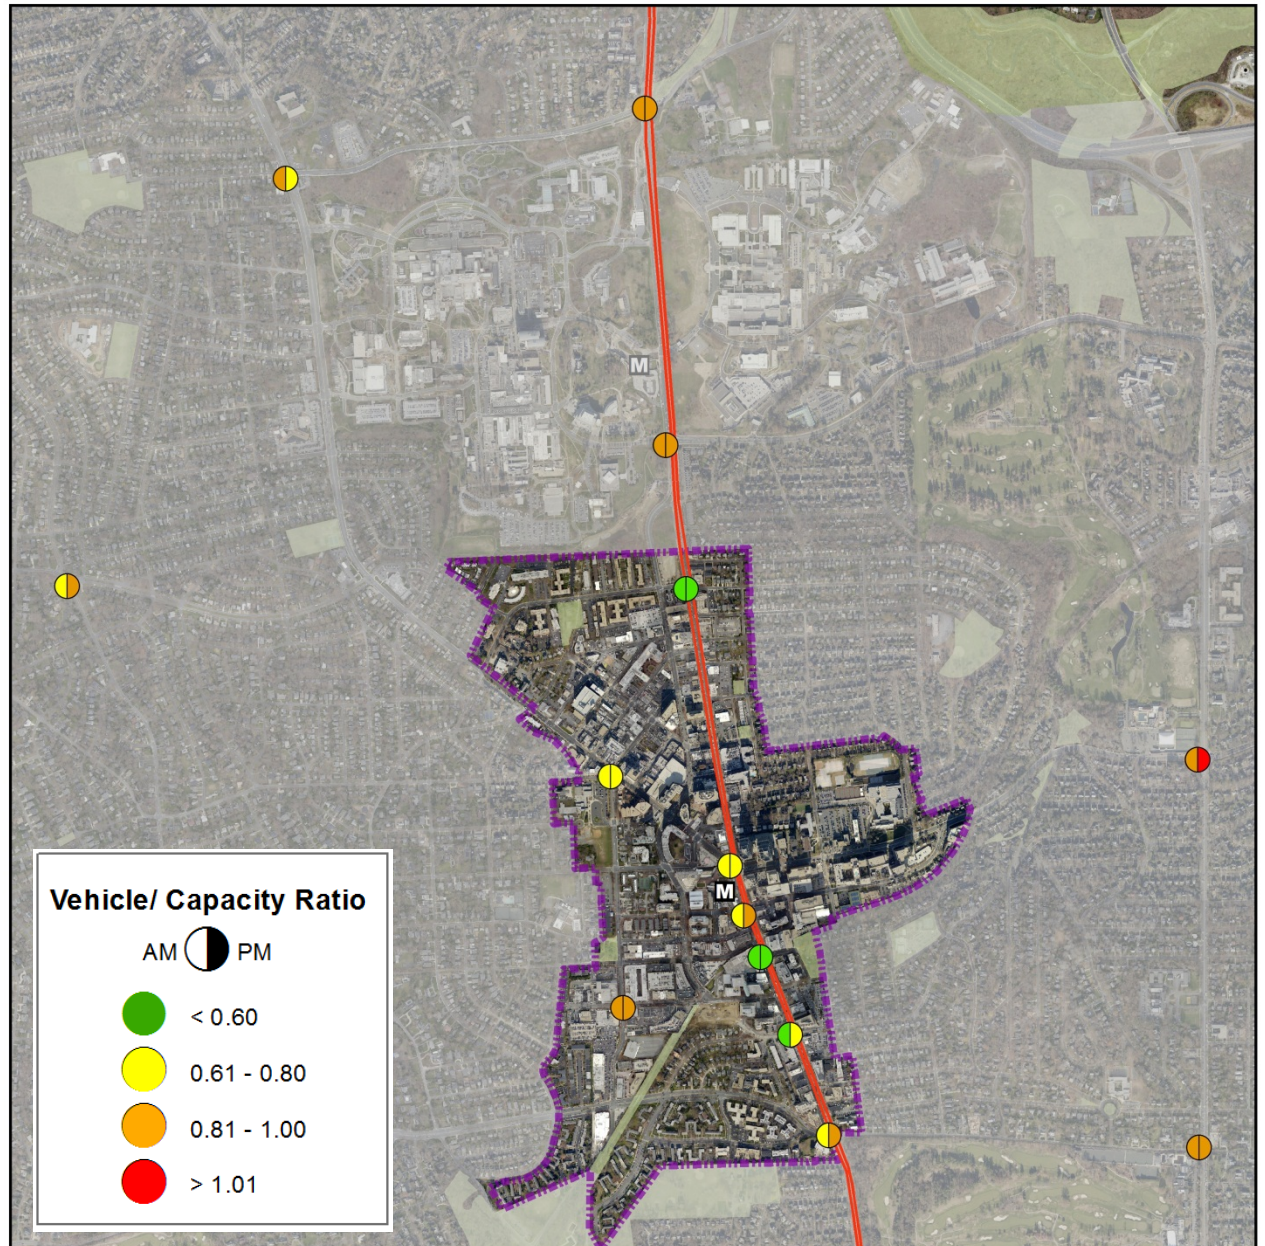 M
M
Vehicle/ Capacity Ratio
AM PM
< 0.60
0.61 - 0.80
0.81 - 1.00
> 1.01